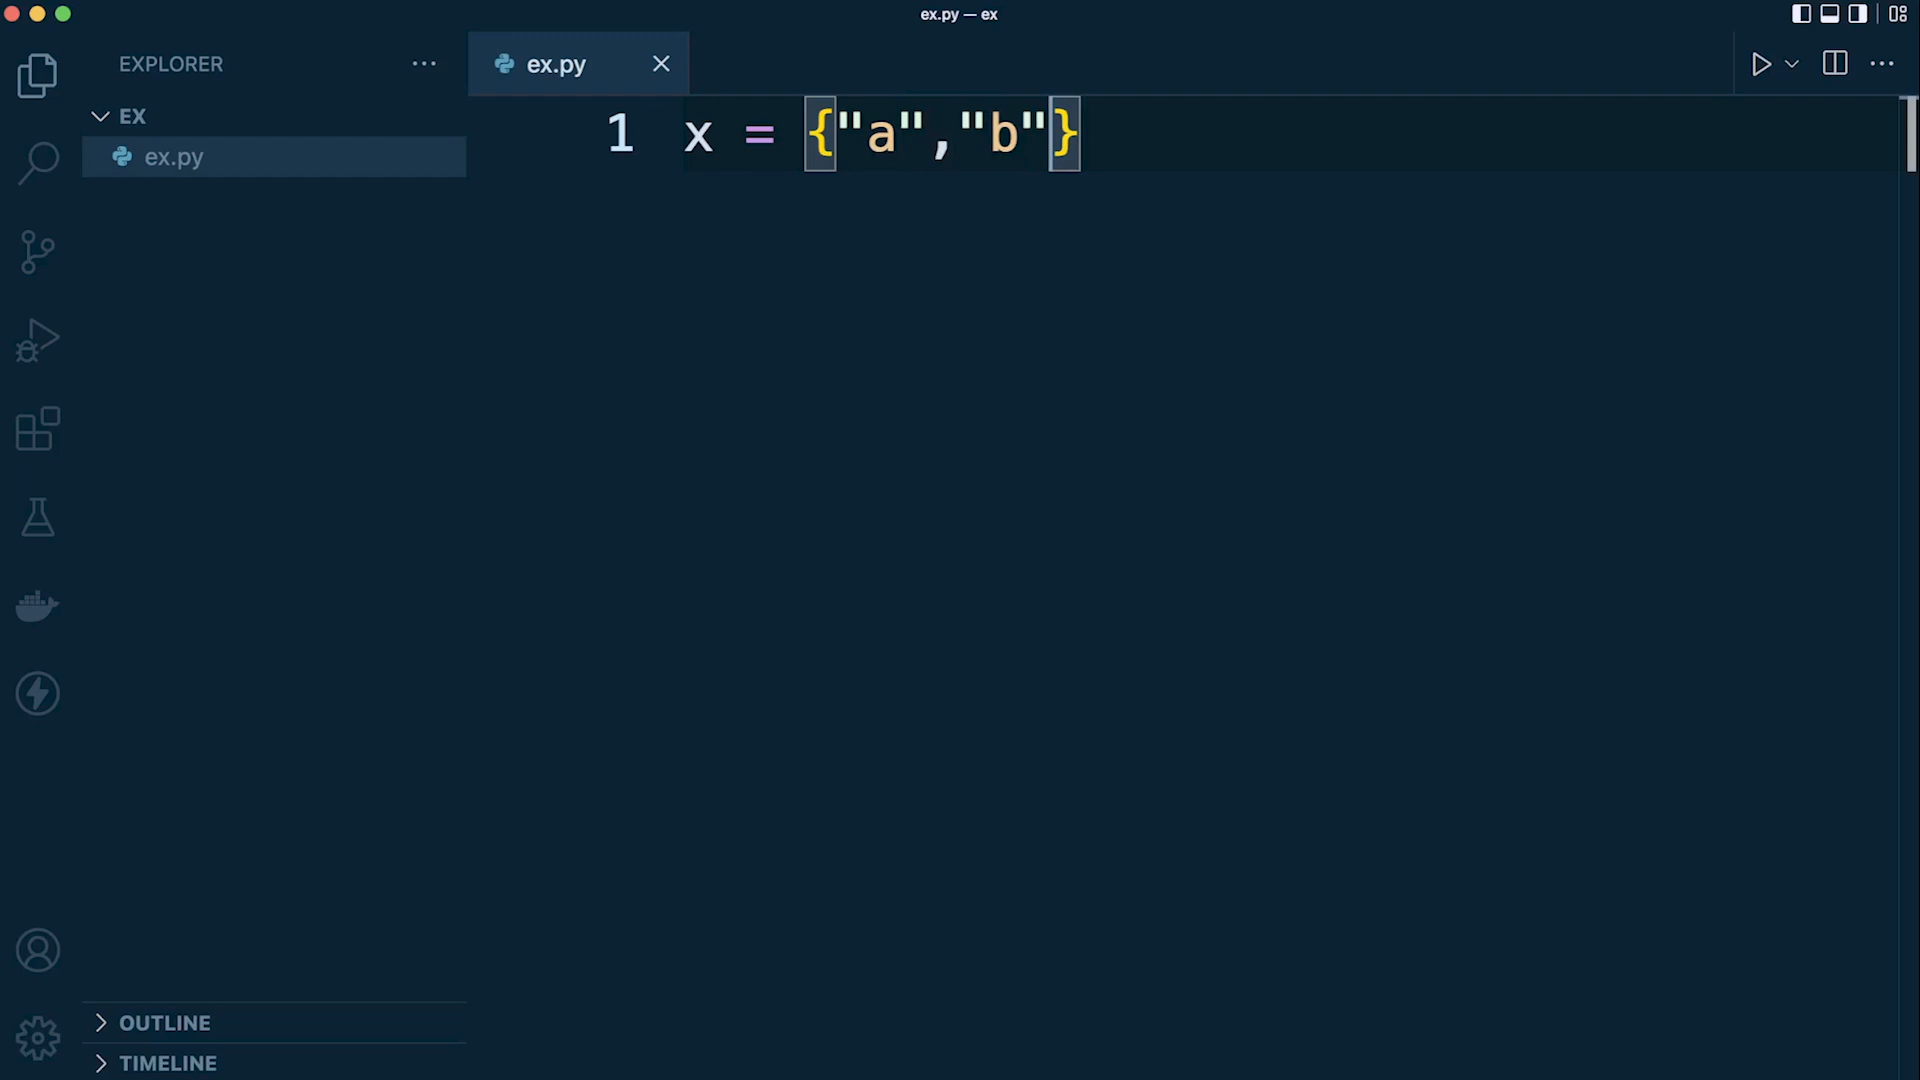 ex.py — ex
EXPLORER
ex.py
EX
ex.py
1 x = {"a","b"}
OUTLINE
TIMELINE